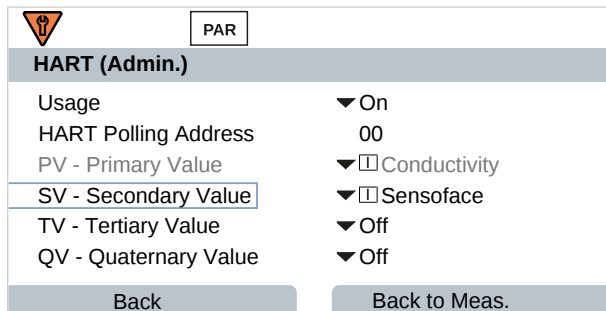 PAR
HART (Admin.)
Usage On
HART Polling Address 00
PV - Primary Value I Conductivity
SV - Secondary Value I Sensoface
TV - Tertiary Value Off
QV - Quaternary Value Off
Back Back to Meas.